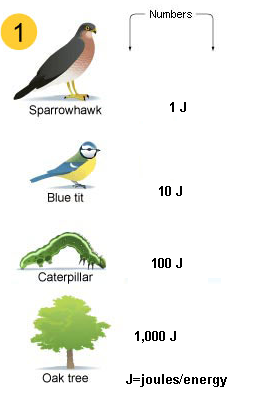 1
Numbers
Sparrowhawk
1 J
Blue tit
10 J
Caterpillar
100 J
Oak tree
1,000 J
J=joules/energy